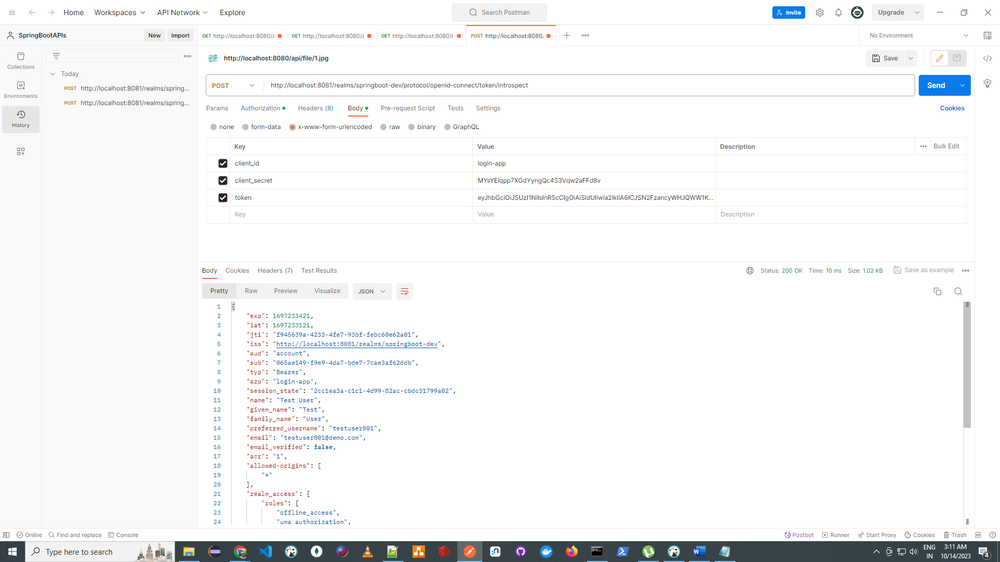 Home Workspaces API Network Explore Search Postman Invite Upgrade
SpringBootAPIs New Import GET http://localhost:8080/a GET http://localhost:8080/a GET http://localhost:8080/r POST http://localhost:8080/ No Environment
Collections
Environments
History
Today
POST http://localhost:8081/realms/spring...
POST http://localhost:8081/realms/spring...
HTTP http://localhost:8080/api/file/1.jpg Save
POST http://localhost:8081/realms/springboot-dev/protocol/openid-connect/token/introspect Send
Params Authorization Headers (8) Body Pre-request Script Tests Settings Cookies
none form-data x-www-form-urlencoded raw binary GraphQL
Key Value Description Bulk Edit
client_id login-app
client_secret MYsYElqpp7XGdYyngQc4S3Vqw2aFFd8v
token eyJhbGciOiJSUzI1NiIsInR5cCIgOiAiSldUIiwia2lkIiA6ICJSN2FzancyWHJQWW1K...
Key Value Description
Body Cookies Headers (7) Test Results Status: 200 OK Time: 10 ms Size: 1.02 KB Save as example
Pretty Raw Preview Visualize JSON
1 {
2 "exp": 1697233421,
3 "iat": 1697233121,
4 "jti": "f945639a-4233-4fe7-93bf-febc60e62a01",
5 "iss": "http://localhost:8081/realms/springboot-dev",
6 "aud": "account",
7 "sub": "065ae149-f9e9-4da7-bde7-7cae3af62ddb",
8 "typ": "Bearer",
9 "azp": "login-app",
10 "session_state": "2cc1ea3a-c1c1-4d99-82ac-cbdc31799a02",
11 "name": "Test User",
12 "given_name": "Test",
13 "family_name": "User",
14 "preferred_username": "testuser001",
15 "email": "testuser001@demo.com",
16 "email_verified": false,
17 "acr": "1",
18 "allowed-origins": [
19 "*"
20 ],
21 "realm_access": {
22 "roles": [
23 "offline_access",
24 "uma_authorization",
Online Find and replace Console Postbot Runner Start Proxy Cookies Trash
Type here to search ENG 3:11 AM
IN 10/14/2023 4